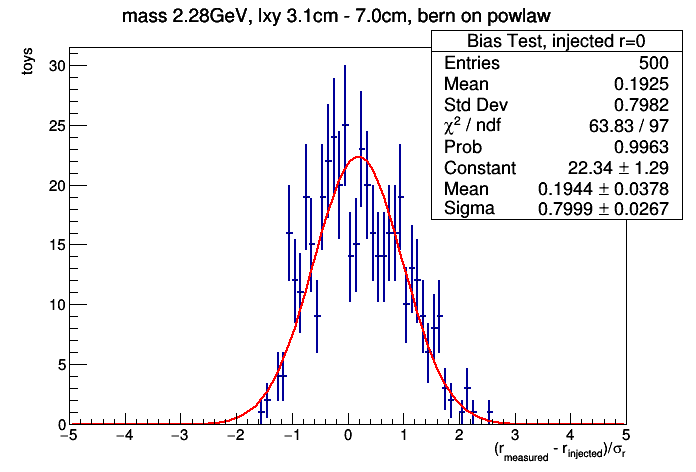 mass 2.28GeV, lxy 3.1cm - 7.0cm, bern on powlaw
toys
Bias Test, injected r=0
Entries 500
Mean 0.1925
Std Dev 0.7982
χ² / ndf 63.83 / 97
Prob 0.9963
Constant 22.34 ± 1.29
Mean 0.1944 ± 0.0378
Sigma 0.7999 ± 0.0267
30
25
20
15
10
5
0
−5 −4 −3 −2 −1 0 1 2 3 4 5
(r_measured - r_injected)/σ_r